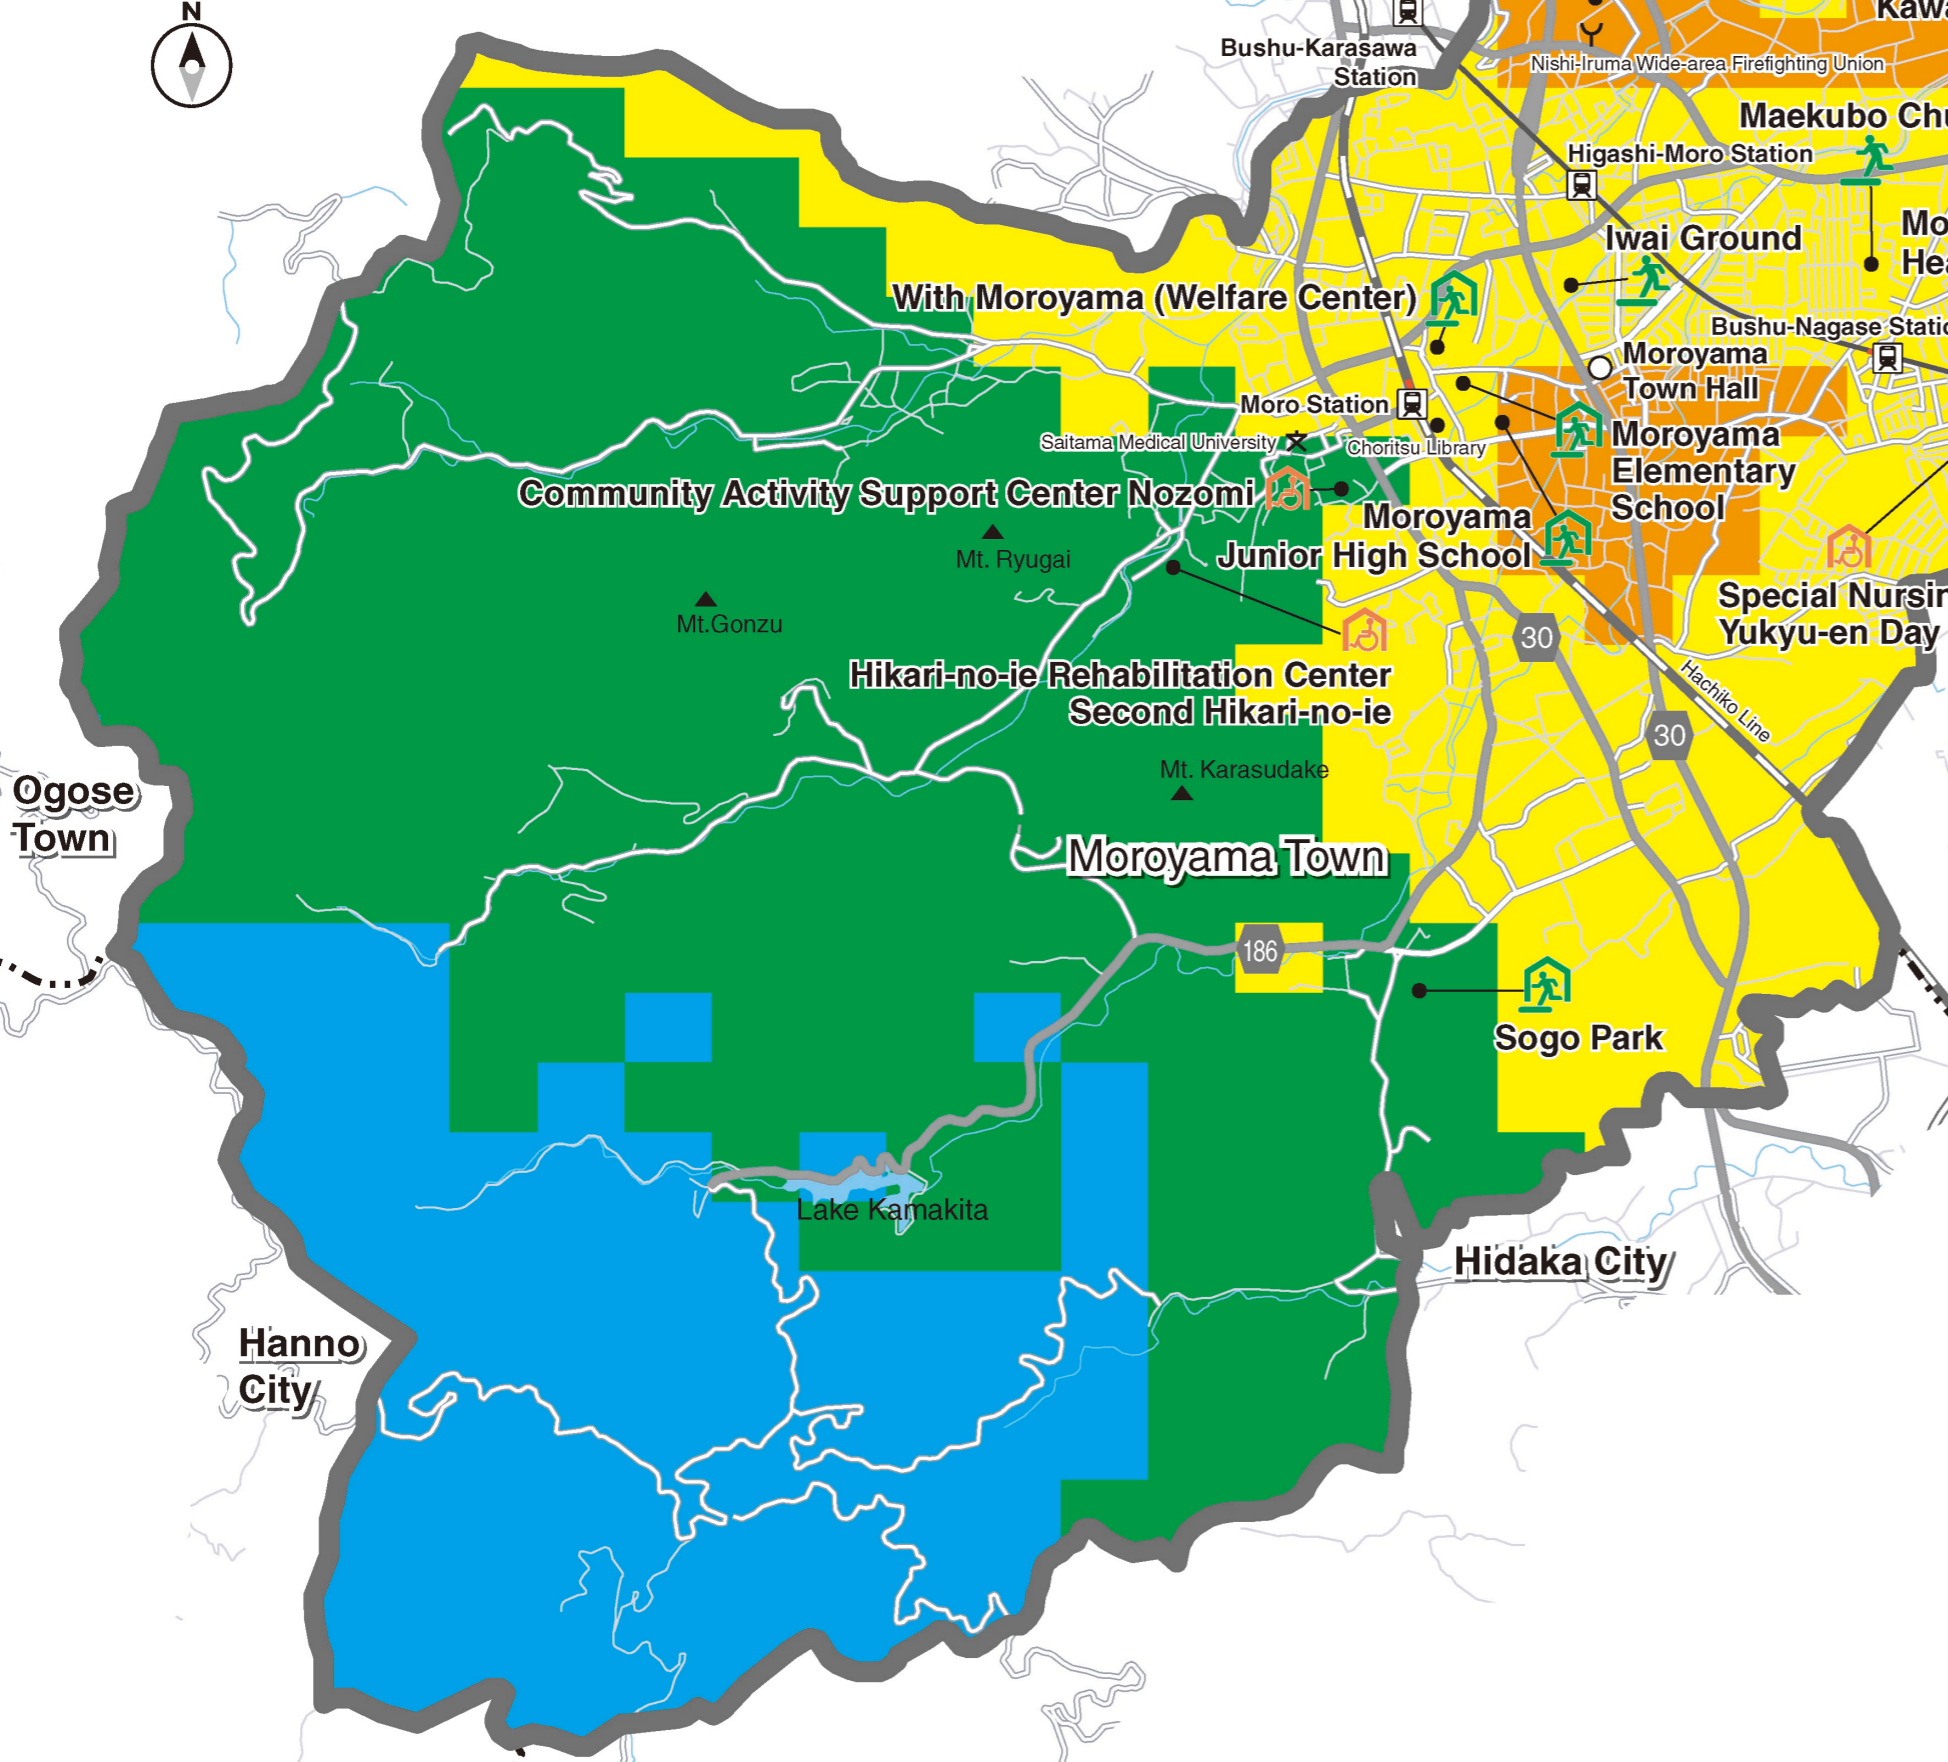 N
Kawa
Bushu-Karasawa
Station
Nishi-Iruma Wide-area Firefighting Union
Maekubo Chu
Higashi-Moro Station
Mo
Hea
Iwai Ground
With Moroyama (Welfare Center)
Bushu-Nagase Static
Moroyama
Town Hall
Moro Station
Saitama Medical University
Choritsu Library
Moroyama
Elementary
School
Community Activity Support Center Nozomi
Moroyama
Junior High School
Mt. Ryugai
Mt.Gonzu
Special Nursin
Yukyu-en Day
30
Hachiko Line
Hikari-no-ie Rehabilitation Center
Second Hikari-no-ie
30
Mt. Karasudake
Ogose
Town
Moroyama Town
186
Sogo Park
Lake Kamakita
Hidaka City
Hanno
City